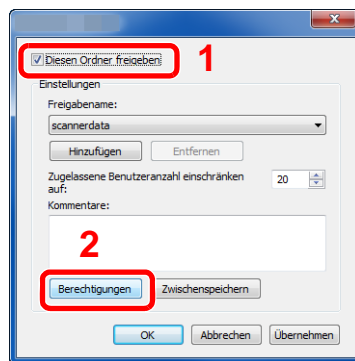 x
1
Diesen Ordner freigeben
Einstellungen
Freigabename:
scannerdata
Hinzufügen Entfernen
Zugelassene Benutzeranzahl einschränken
auf:
20
Kommentare:
2
Berechtigungen Zwischenspeichern
OK Abbrechen Übernehmen